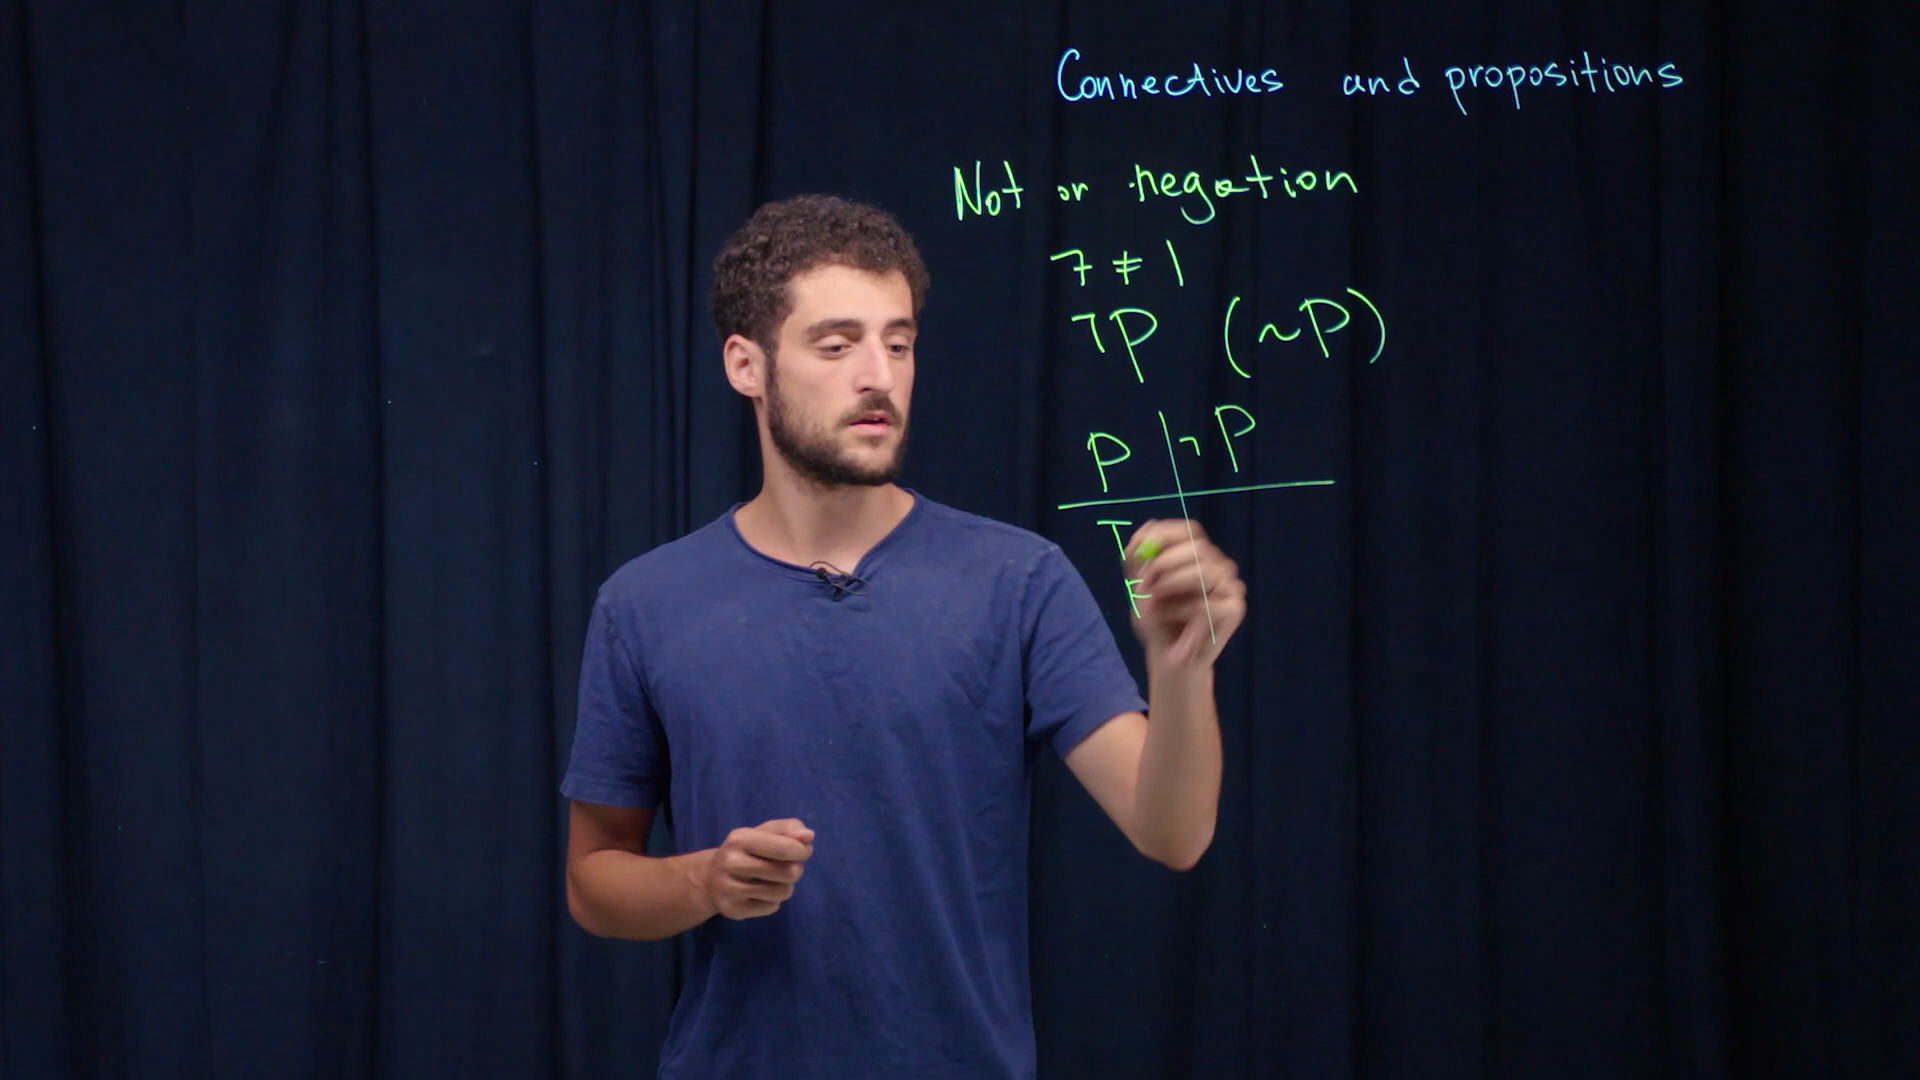 Connectives and propositions
Not or negation
7 ≠ 1
¬P (~P)
P ¬P
T
F